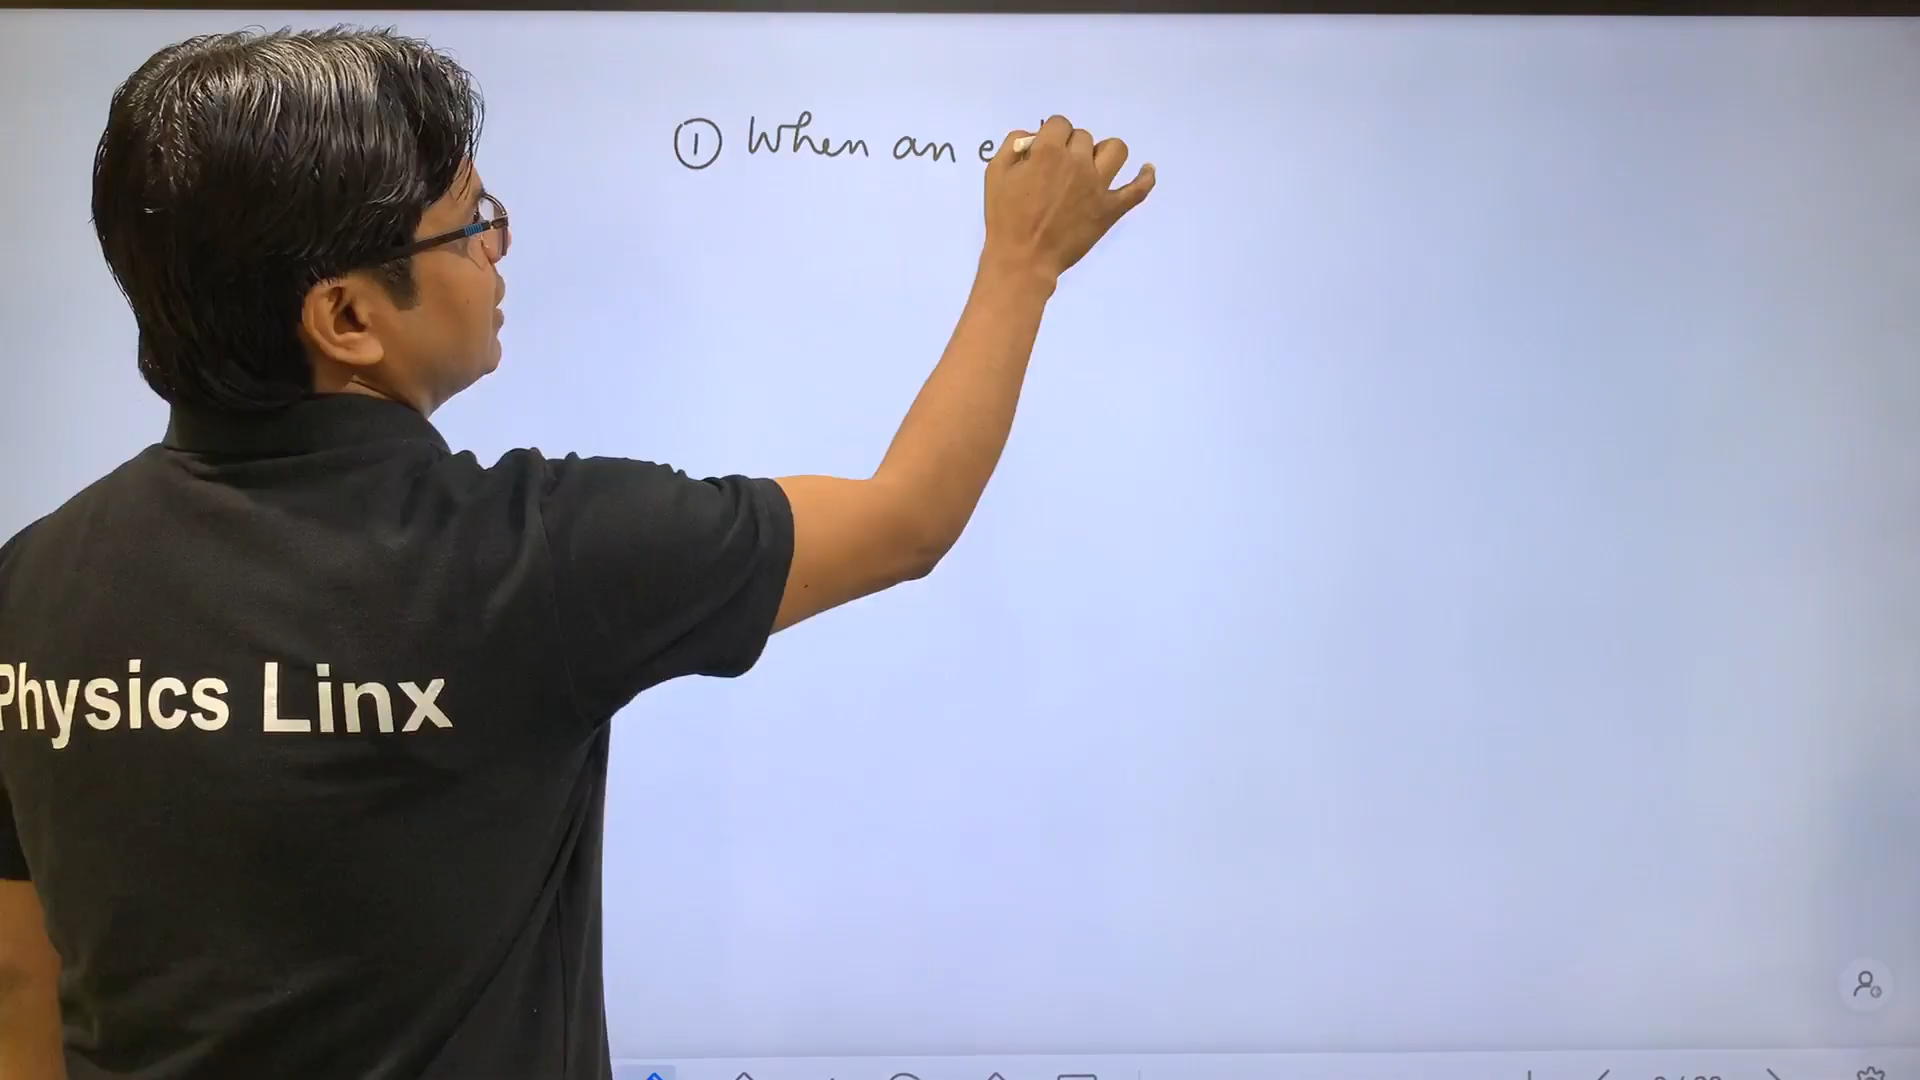 ① When an
Physics Linx